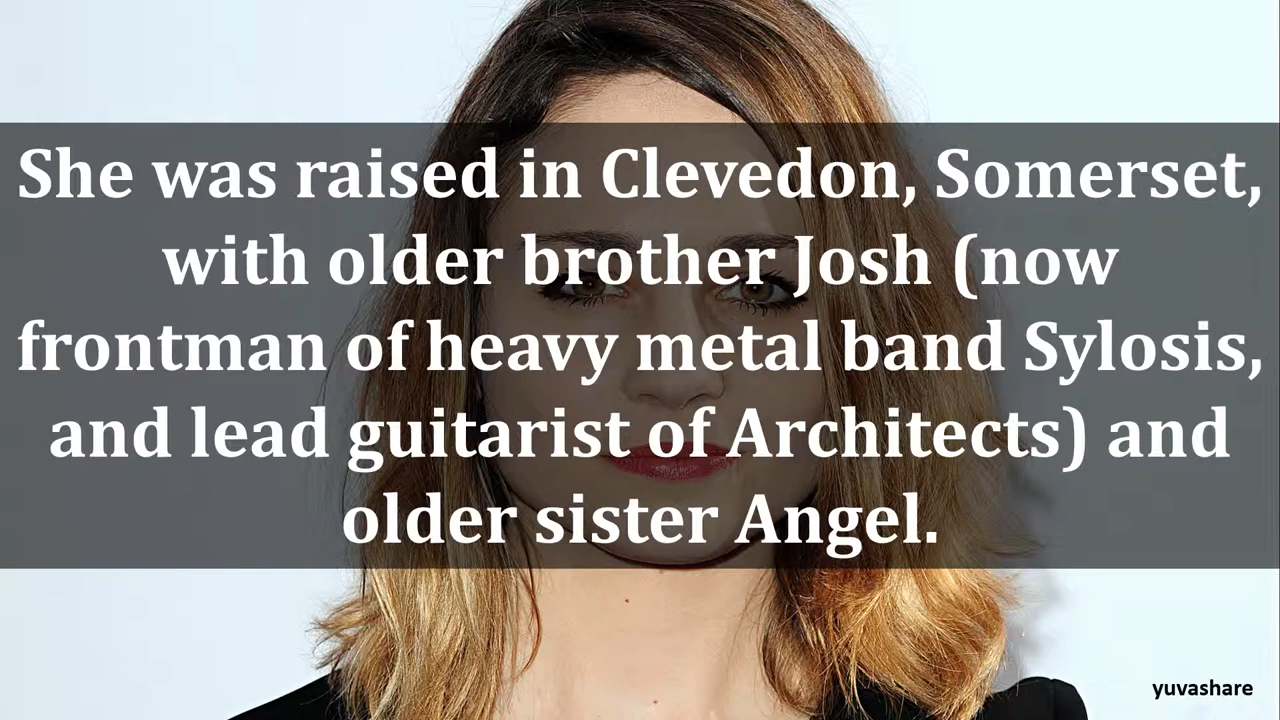 She was raised in Clevedon, Somerset,
with older brother Josh (now
frontman of heavy metal band Sylosis,
and lead guitarist of Architects) and
older sister Angel.
yuvashare